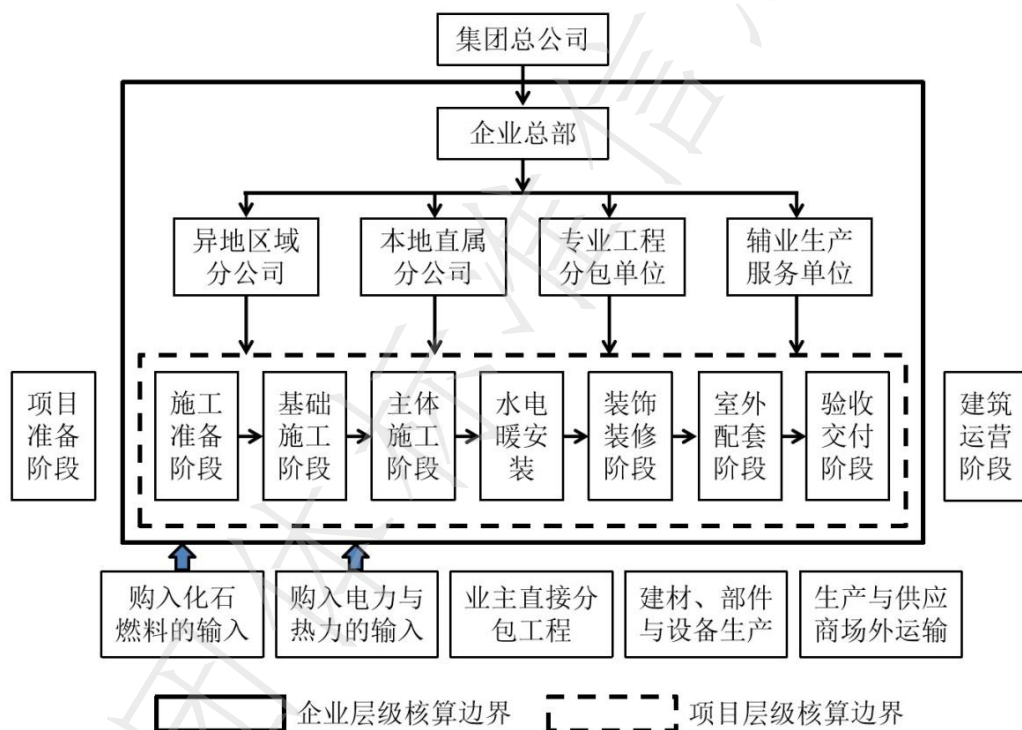 集团总公司
企业总部
异地区域
分公司
本地直属
分公司
专业工程
分包单位
辅业生产
服务单位
项目
准备
阶段
施工
准备
阶段
基础
施工
阶段
主体
施工
阶段
水电
暖安
装
装饰
装修
阶段
室外
配套
阶段
验收
交付
阶段
建筑
运营
阶段
购入化石
燃料的输入
购入电力与
热力的输入
业主直接分
包工程
建材、部件
与设备生产
生产与供应
商场外运输
企业层级核算边界
项目层级核算边界
团体标准信